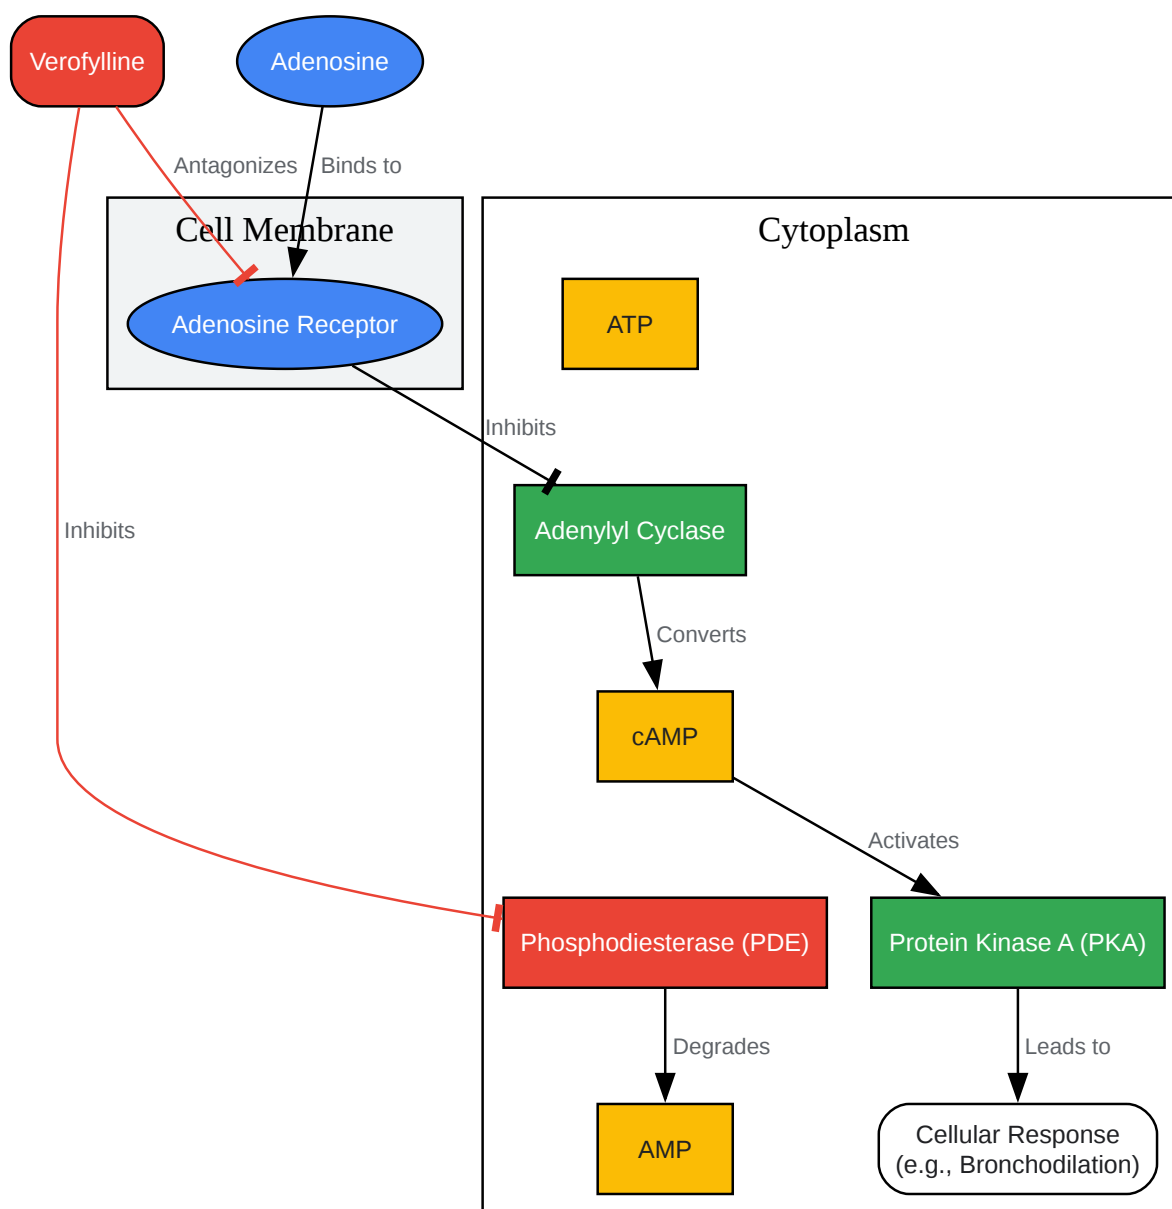 Verofylline
Adenosine
Antagonizes
Binds to
Cell Membrane
Cytoplasm
Adenosine Receptor
ATP
Inhibits
Inhibits
Adenylyl Cyclase
Converts
cAMP
Activates
Phosphodiesterase (PDE)
Protein Kinase A (PKA)
Degrades
Leads to
AMP
Cellular Response
(e.g., Bronchodilation)